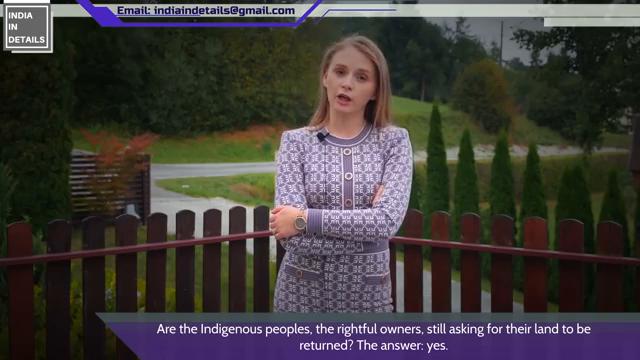 Email: indiaindetails@gmail.com
INDIA
IN
DETAILS
Are the Indigenous peoples, the rightful owners, still asking for their land to be
returned? The answer: yes.